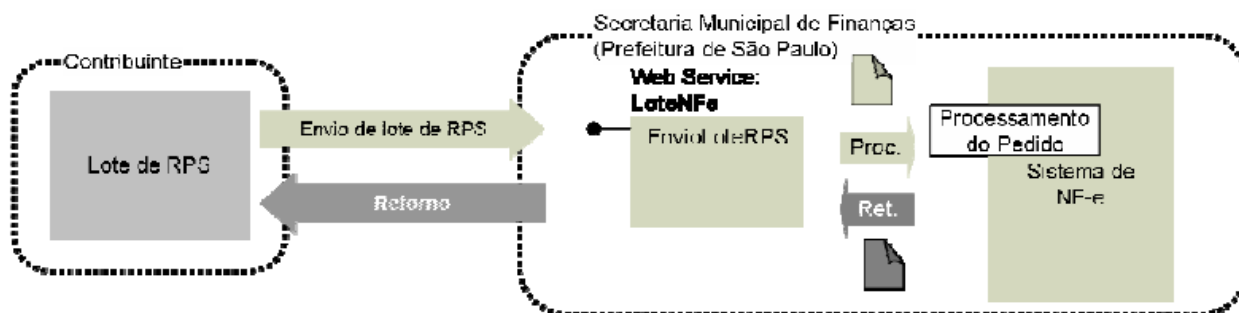 Secretaria Municipal de Finanças
(Prefeitura de São Paulo)
Contribuinte
Web Service:
LoteNFe
Lote de RPS
Envio de lote de RPS
Retorno
EnvioLoteRPS
Proc.
Ret.
Processamento
do Pedido
Sistema de
NF-e